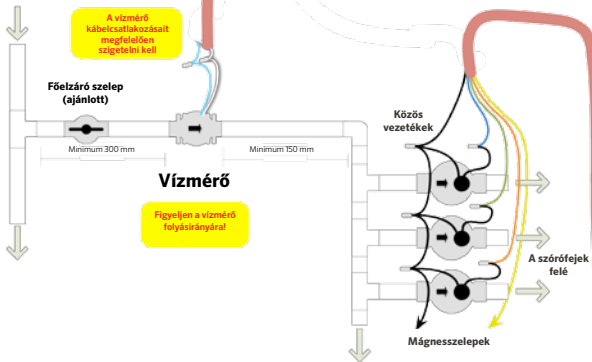 A vízmérő
kábelcsatlakozásait
megfelelően
szigetelni kell
Főelzáró szelep
(ajánlott)
Közös
vezetékek
Minimum 300 mm
Minimum 150 mm
Vízmérő
Figyeljen a vízmérő
folyásirányára!
A szórófejek
felé
Mágnesszelepek